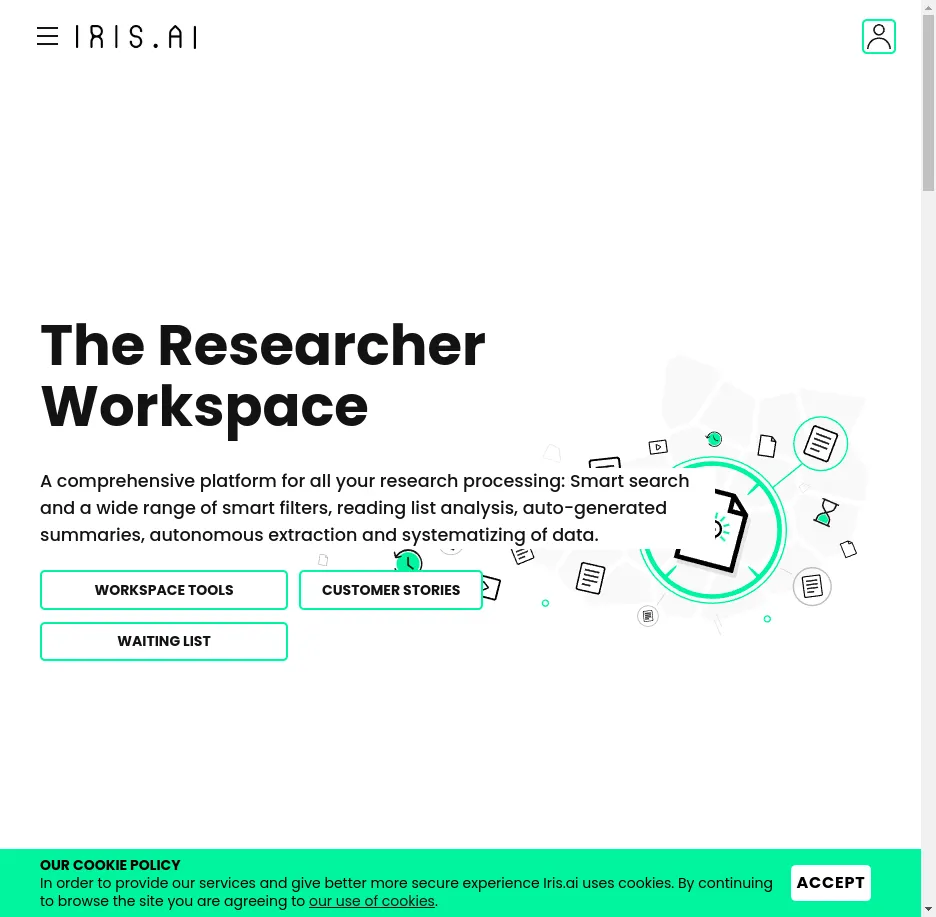 IRIS.AI
The Researcher
Workspace
A comprehensive platform for all your research processing: Smart search
and a wide range of smart filters, reading list analysis, auto-generated
summaries, autonomous extraction and systematizing of data.
WORKSPACE TOOLS
CUSTOMER STORIES
WAITING LIST
OUR COOKIE POLICY
In order to provide our services and give better more secure experience Iris.ai uses cookies. By continuing
to browse the site you are agreeing to our use of cookies.
ACCEPT